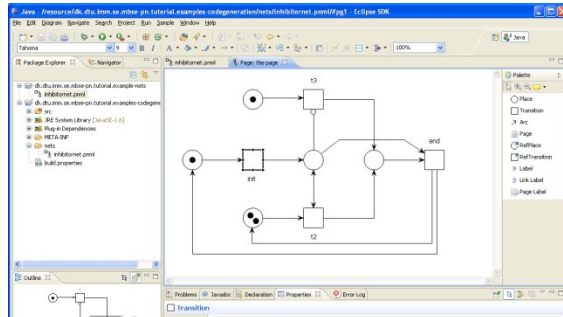 Java - /resource/dk.dtu.imm.se.mbse-pn.tutorial.examples-codegeneration/nets/inhibitornet.pnml/#pg1 - Eclipse SDK
File Edit Diagram Navigate Search Project Run Sample Window Help
Tahoma 9 B I A 100% Java
Package Explorer Navigator
inhibitornet.pnml Page: the page
dk.dtu.imm.se.mbse-pn.tutorial.example-nets
inhibitornet.pnml
dk.dtu.imm.se.mbse-pn.tutorial.examples-codegene
src
JRE System Library [JavaSE-1.6]
Plug-in Dependencies
META-INF
nets
inhibitornet.pnml
build.properties
t3
end
init
t2
Palette
Place
Transition
Arc
Page
RefPlace
RefTransition
Label
Link Label
Page Label
Outline
Problems Javadoc Declaration Properties Error Log
Transition